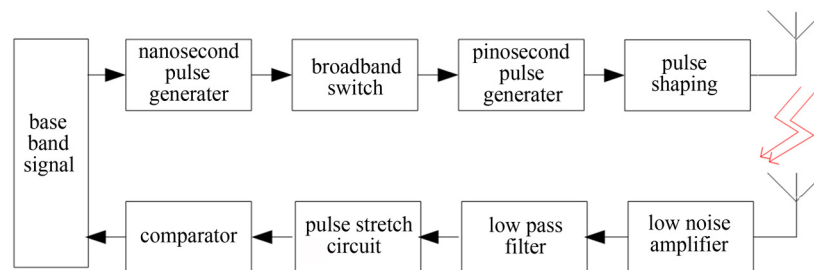 base
band
signal
nanosecond
pulse
generater
broadband
switch
pinosecond
pulse
generater
pulse
shaping
comparator
pulse stretch
circuit
low pass
filter
low noise
amplifier